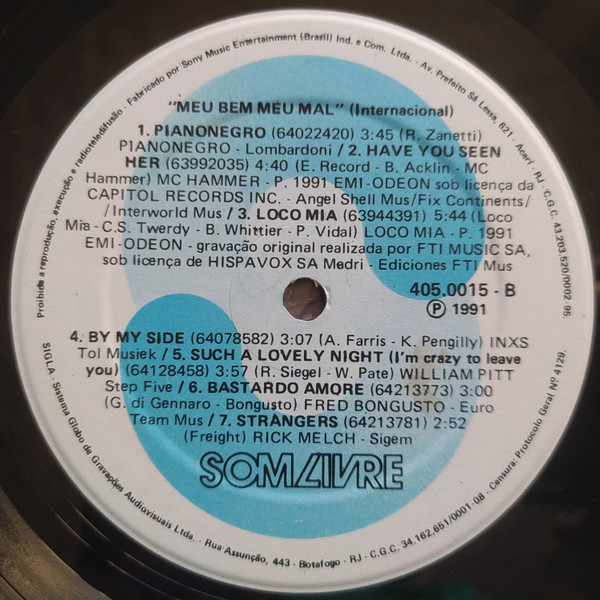 Proibida a reprodução, execução e radioteledifusão · Fabricado por Sony Music Entertainment (Brasil) Ind. e Com. Ltda. · Av. Prefeito Sá Lessa, 621 · Acari · RJ · C.G.C. 43.203.520/0002-95.
"MEU BEM MEU MAL" (Internacional)
1. PIANONEGRO (64022420) 3:45 (R. Zanetti)
PIANONEGRO - Lombardoni / 2. HAVE YOU SEEN
HER (63992035) 4:40 (E. Record - B. Acklin - MC
Hammer) MC HAMMER - P. 1991 EMI-ODEON sob licença da
CAPITOL RECORDS INC. - Angel Shell Mus/Fix Continents/
/Interworld Mus / 3. LOCO MIA (63944391) 5:44 (Loco
Mia - C.S. Twerdy - B. Whittier - P. Vidal) LOCO MIA - P. 1991
EMI-ODEON - gravação original realizada por FTI MUSIC SA,
sob licença de HISPAVOX SA Madri - Ediciones FTI Mus
405.0015 - B
Ⓟ 1991
4. BY MY SIDE (64078582) 3:07 (A. Farris - K. Pengilly) INXS
Tol Musiek / 5. SUCH A LOVELY NIGHT (I'm crazy to leave
you) (64128458) 3:57 (R. Siegel - W. Pate) WILLIAM PITT
Step Five / 6. BASTARDO AMORE (64213773) 3:00
(G. di Gennaro - Bongusto) FRED BONGUSTO - Euro
Team Mus / 7. STRANGERS (64213781) 2:52
(Freight) RICK MELCH - Sigem
SOM LIVRE
SIGLA - Sistema Globo de Gravações Audiovisuais Ltda. · Rua Assunção, 443 - Botafogo - RJ - C.G.C. 34.162.651/0001-08 · Censura: Protocolo Geral Nº 4129.